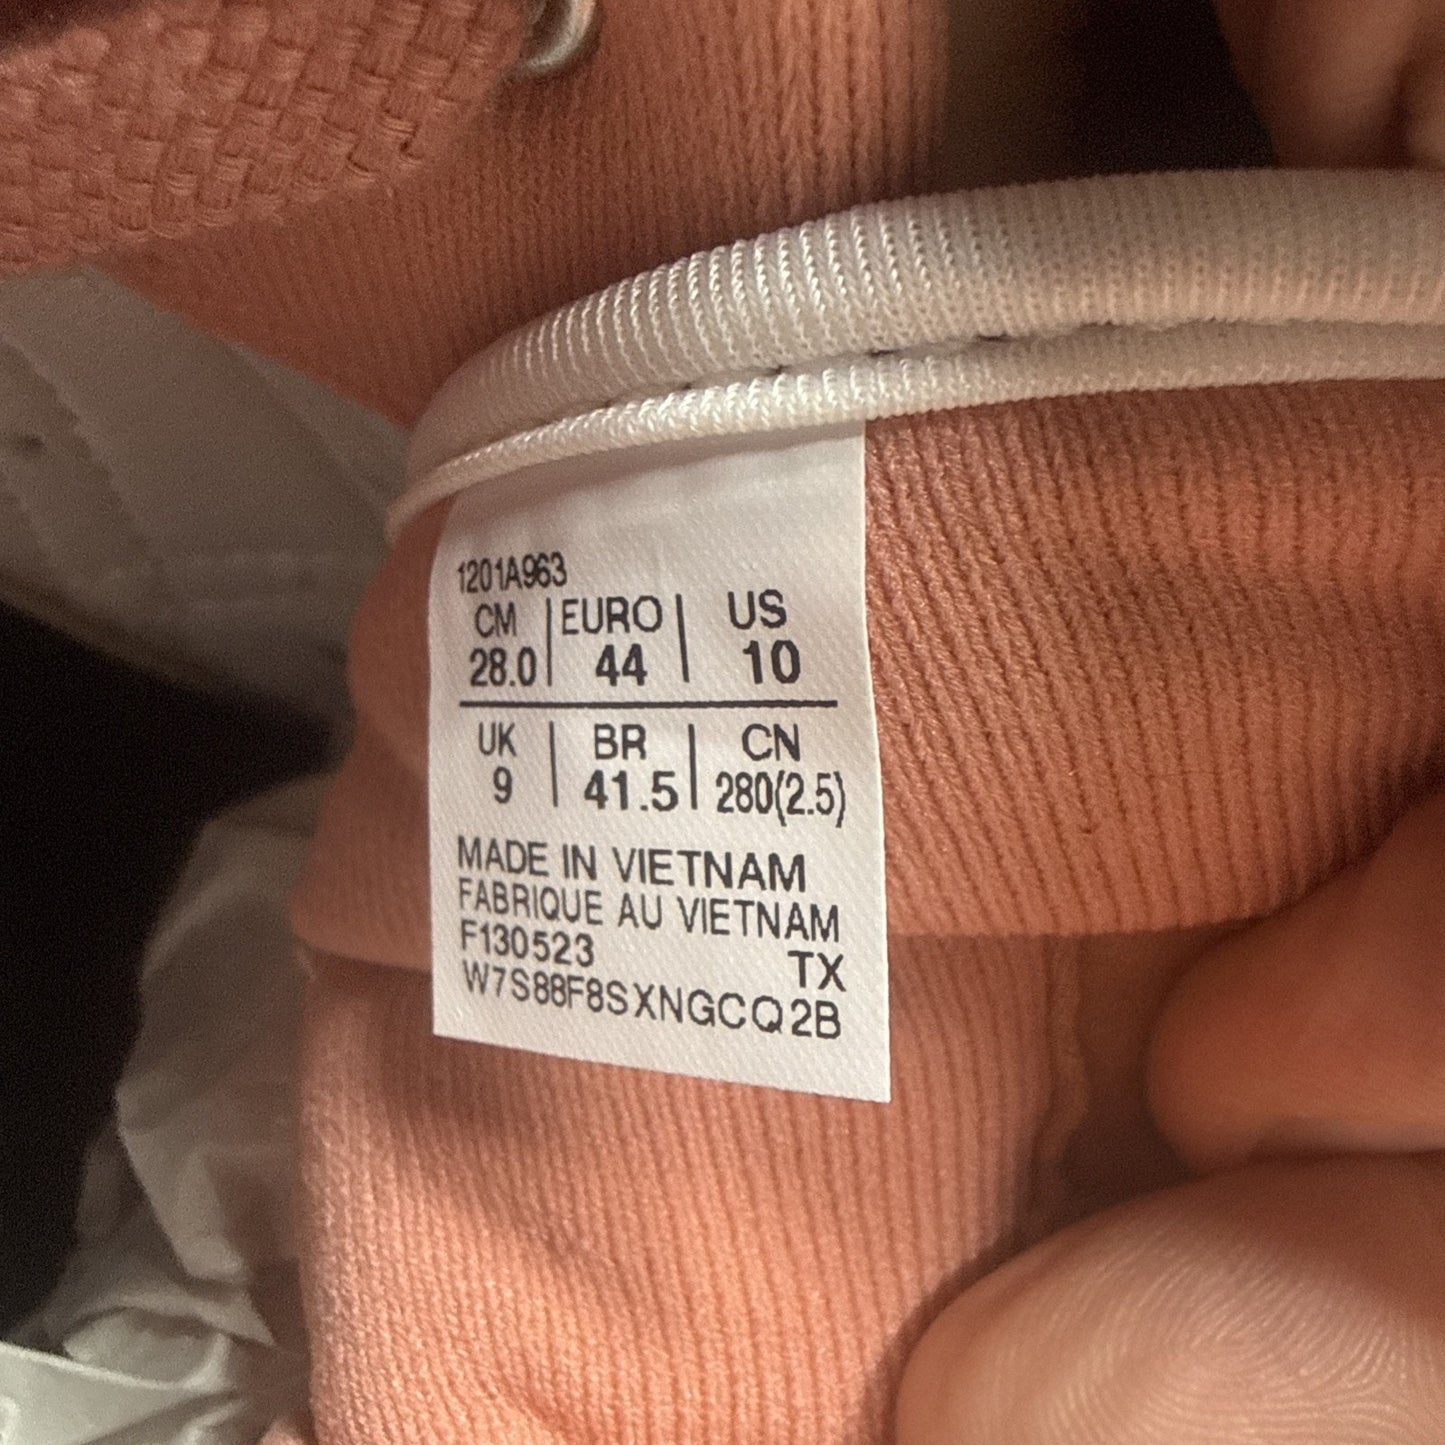 1201A963
CM | EURO | US
28.0 | 44 | 10
UK | BR | CN
9 | 41.5 | 280(2.5)
MADE IN VIETNAM
FABRIQUE AU VIETNAM
F130523 TX
W7S88F8SXNGCQ2B